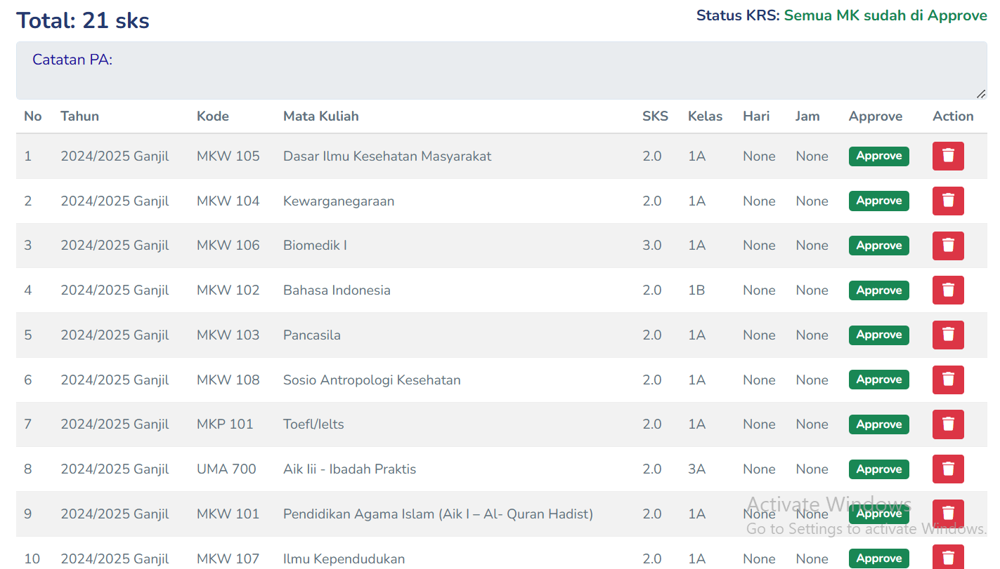 Total: 21 sks
Status KRS: Semua MK sudah di Approve
Catatan PA:
No Tahun Kode Mata Kuliah SKS Kelas Hari Jam Approve Action
1 2024/2025 Ganjil MKW 105 Dasar Ilmu Kesehatan Masyarakat 2.0 1A None None Approve
2 2024/2025 Ganjil MKW 104 Kewarganegaraan 2.0 1A None None Approve
3 2024/2025 Ganjil MKW 106 Biomedik I 3.0 1A None None Approve
4 2024/2025 Ganjil MKW 102 Bahasa Indonesia 2.0 1B None None Approve
5 2024/2025 Ganjil MKW 103 Pancasila 2.0 1A None None Approve
6 2024/2025 Ganjil MKW 108 Sosio Antropologi Kesehatan 2.0 1A None None Approve
7 2024/2025 Ganjil MKP 101 Toefl/Ielts 2.0 1A None None Approve
8 2024/2025 Ganjil UMA 700 Aik Iii - Ibadah Praktis 2.0 3A None None Approve
9 2024/2025 Ganjil MKW 101 Pendidikan Agama Islam (Aik I – Al- Quran Hadist) 2.0 1A None None Approve
Activate Windows
Go to Settings to activate Windows.
10 2024/2025 Ganjil MKW 107 Ilmu Kependudukan 2.0 1A None None Approve